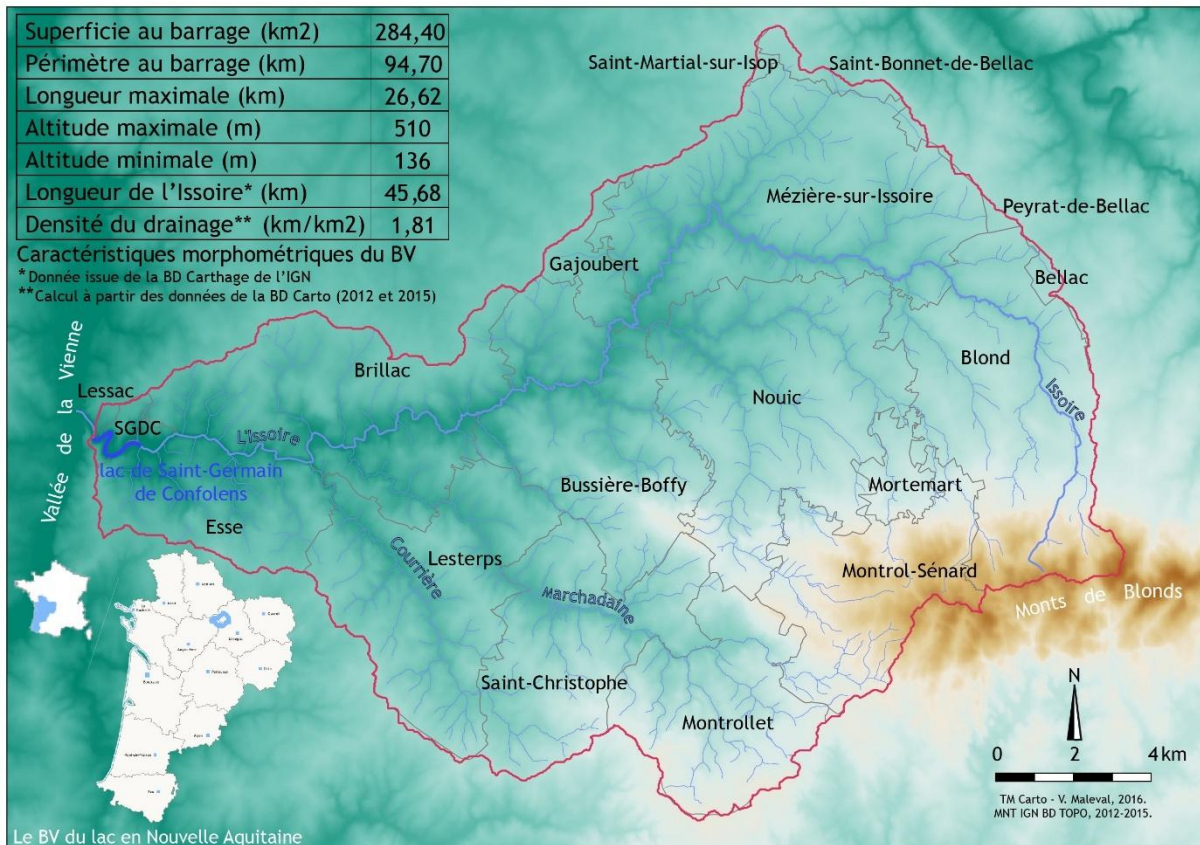 Superficie au barrage (km2) 284,40
Périmètre au barrage (km) 94,70
Longueur maximale (km) 26,62
Altitude maximale (m) 510
Altitude minimale (m) 136
Longueur de l'Issoire* (km) 45,68
Densité du drainage** (km/km2) 1,81
Caractéristiques morphométriques du BV
*Donnée issue de la BD Carthage de l'IGN
**Calcul à partir des données de la BD Carto (2012 et 2015)
Saint-Martial-sur-Isop
Saint-Bonnet-de-Bellac
Mézière-sur-Issoire
Peyrat-de-Bellac
Gajoubert
Bellac
Brillac
Blond
Issoire
Nouic
Vallée de la Vienne
Lessac
SGDC
L'Issoire
lac de Saint-Germain
de Confolens
Bussière-Boffy
Mortemart
Esse
Lesterps
Courrière
Marchadaine
Montrol-Sénard
Monts de Blonds
Saint-Christophe
Montrollet
N
0 2 4 km
TM Carto - V. Maleval, 2016.
MNT IGN BD TOPO, 2012-2015.
Le BV du lac en Nouvelle Aquitaine